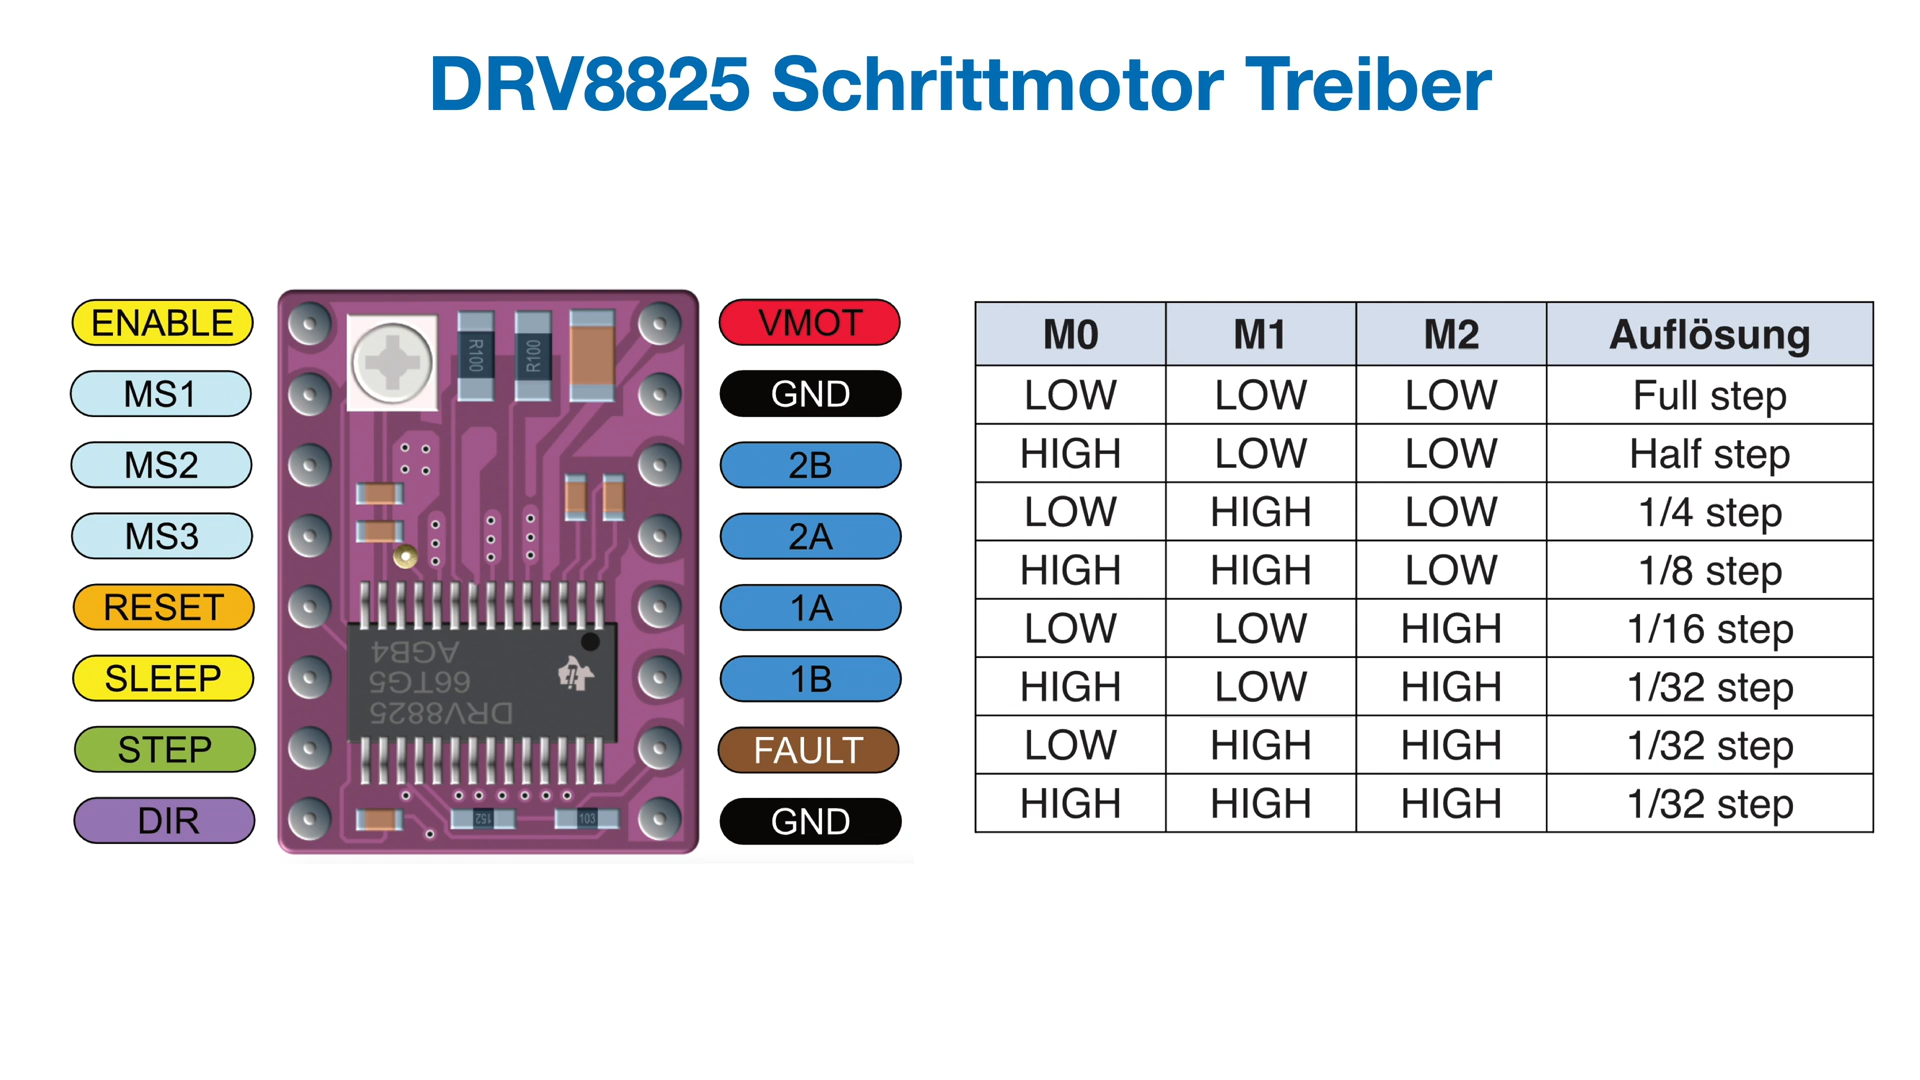 DRV8825 Schrittmotor Treiber
ENABLE
MS1
MS2
MS3
RESET
SLEEP
STEP
DIR
R100
R100
AGB4
66TG5
DRV8825
152
103
VMOT
GND
2B
2A
1A
1B
FAULT
GND
M0 M1 M2 Auflösung
LOW LOW LOW Full step
HIGH LOW LOW Half step
LOW HIGH LOW 1/4 step
HIGH HIGH LOW 1/8 step
LOW LOW HIGH 1/16 step
HIGH LOW HIGH 1/32 step
LOW HIGH HIGH 1/32 step
HIGH HIGH HIGH 1/32 step